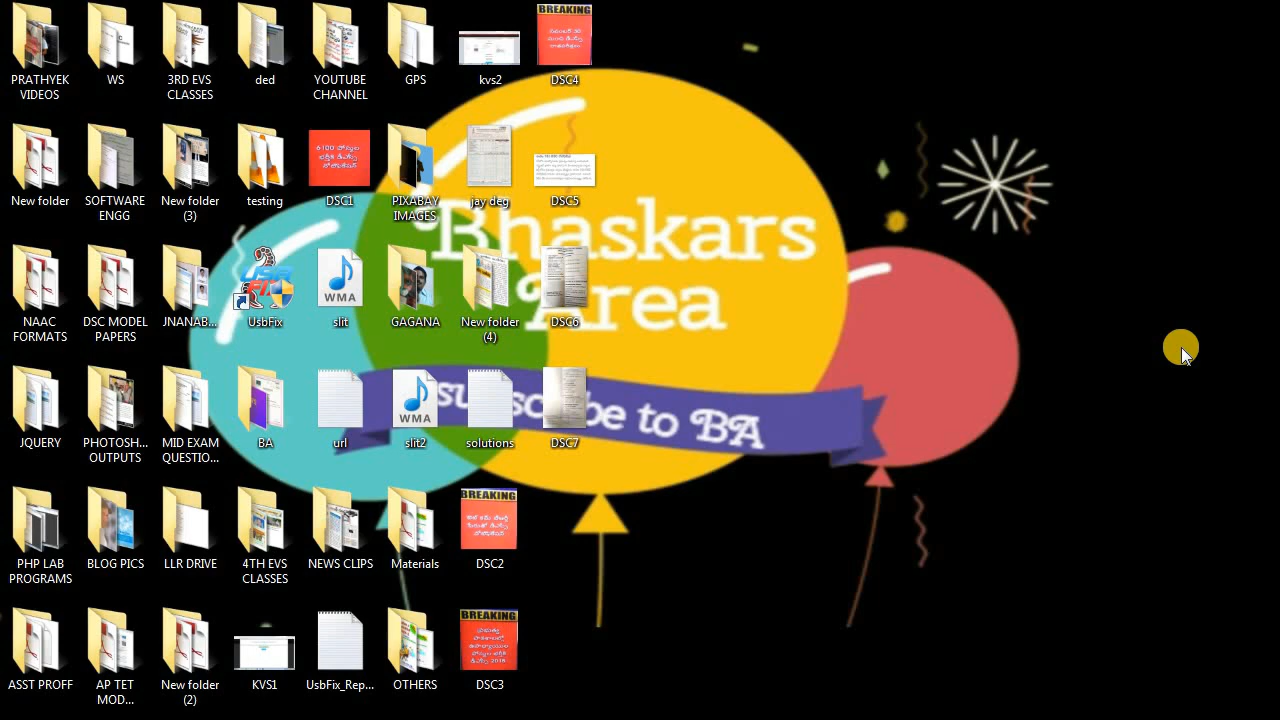 PRATHYEK
VIDEOS
WS
3RD EVS
CLASSES
ded
YOUTUBE
CHANNEL
GPS
kvs2
BREAKING
DSC4
New folder
SOFTWARE
ENGG
New folder
(3)
testing
DSC1
PIXABAY
IMAGES
jay deg
DSC5
Bhaskars
Area
NAAC
FORMATS
DSC MODEL
PAPERS
JNANAB...
UsbFix
WMA
slit
GAGANA
New folder
(4)
DSC6
subscribe to BA
JQUERY
PHOTOSH...
OUTPUTS
MID EXAM
QUESTIO...
BA
url
WMA
slit2
solutions
DSC7
PHP LAB
PROGRAMS
BLOG PICS
LLR DRIVE
4TH EVS
CLASSES
NEWS CLIPS
Materials
BREAKING
DSC2
ASST PROFF
AP TET
MOD...
New folder
(2)
KVS1
UsbFix_Rep...
OTHERS
BREAKING
DSC3